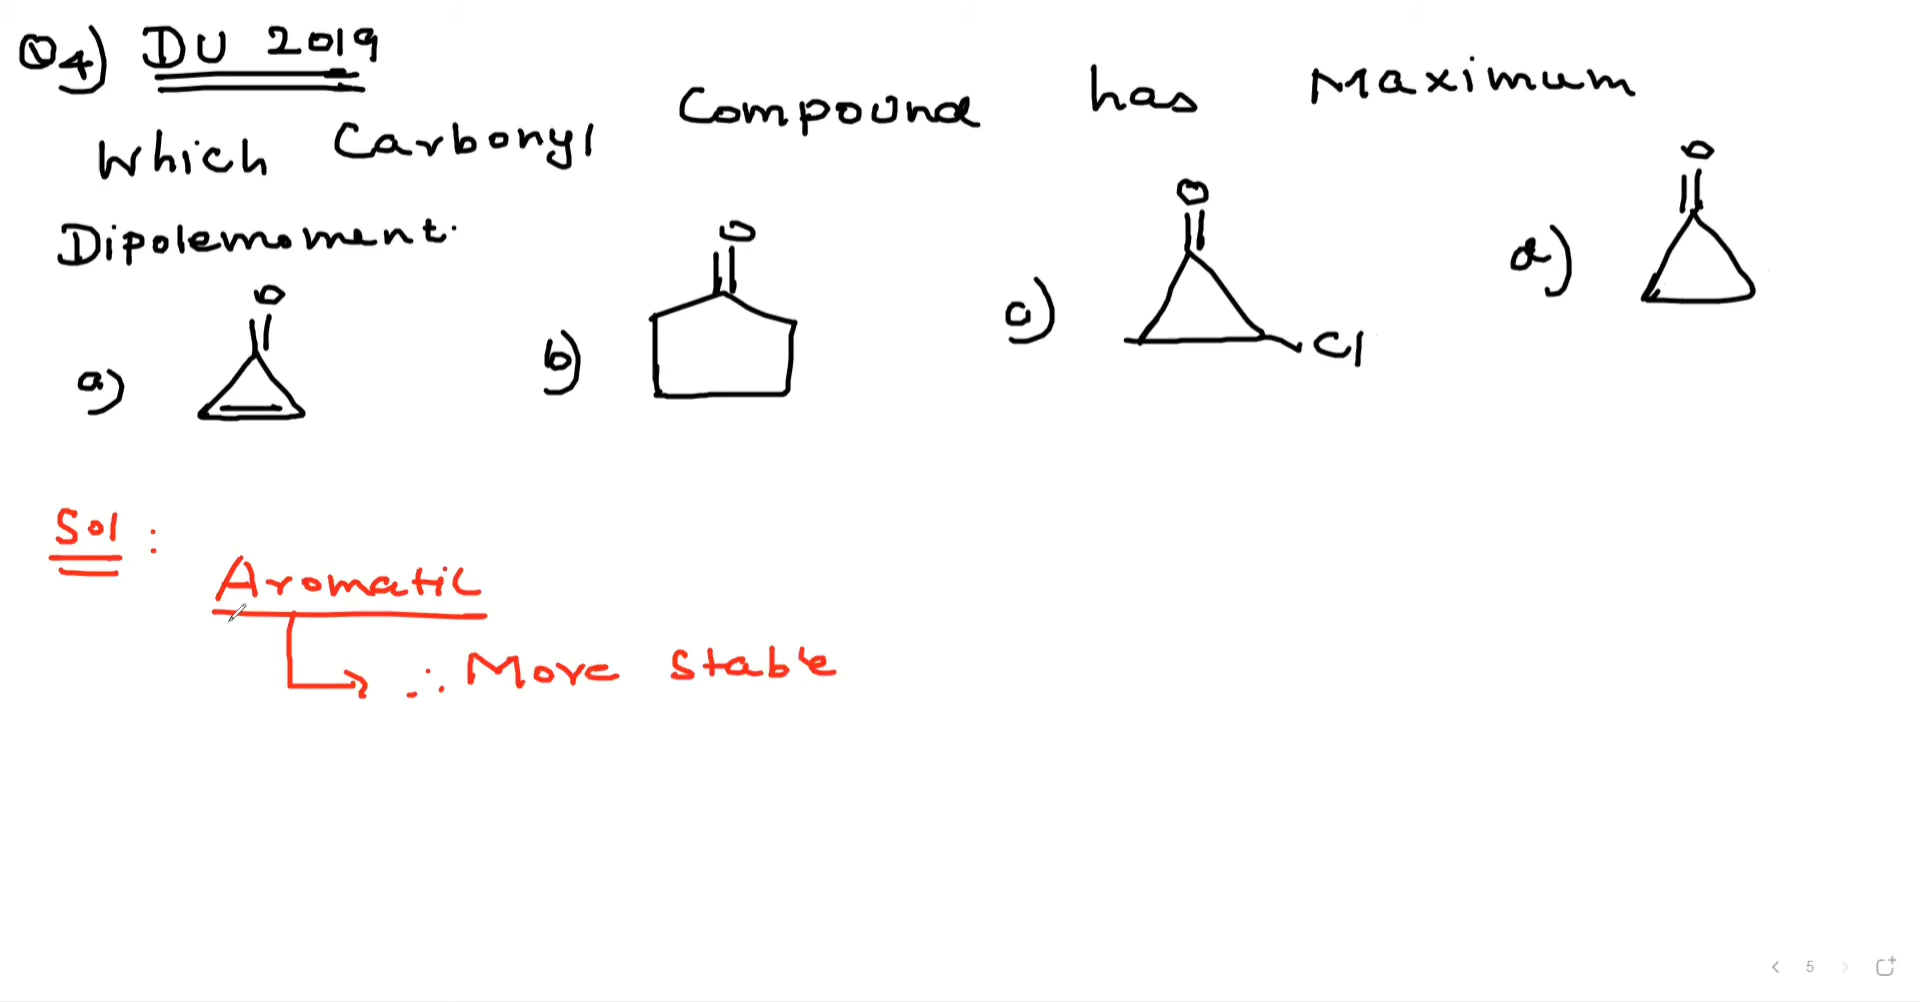 Q4) DU 2019
Which Carbonyl Compound has Maximum
Dipolemoment.
a) O
b) O
c) O Cl
d) O
Sol :
Aromatic
∴ More stable
5